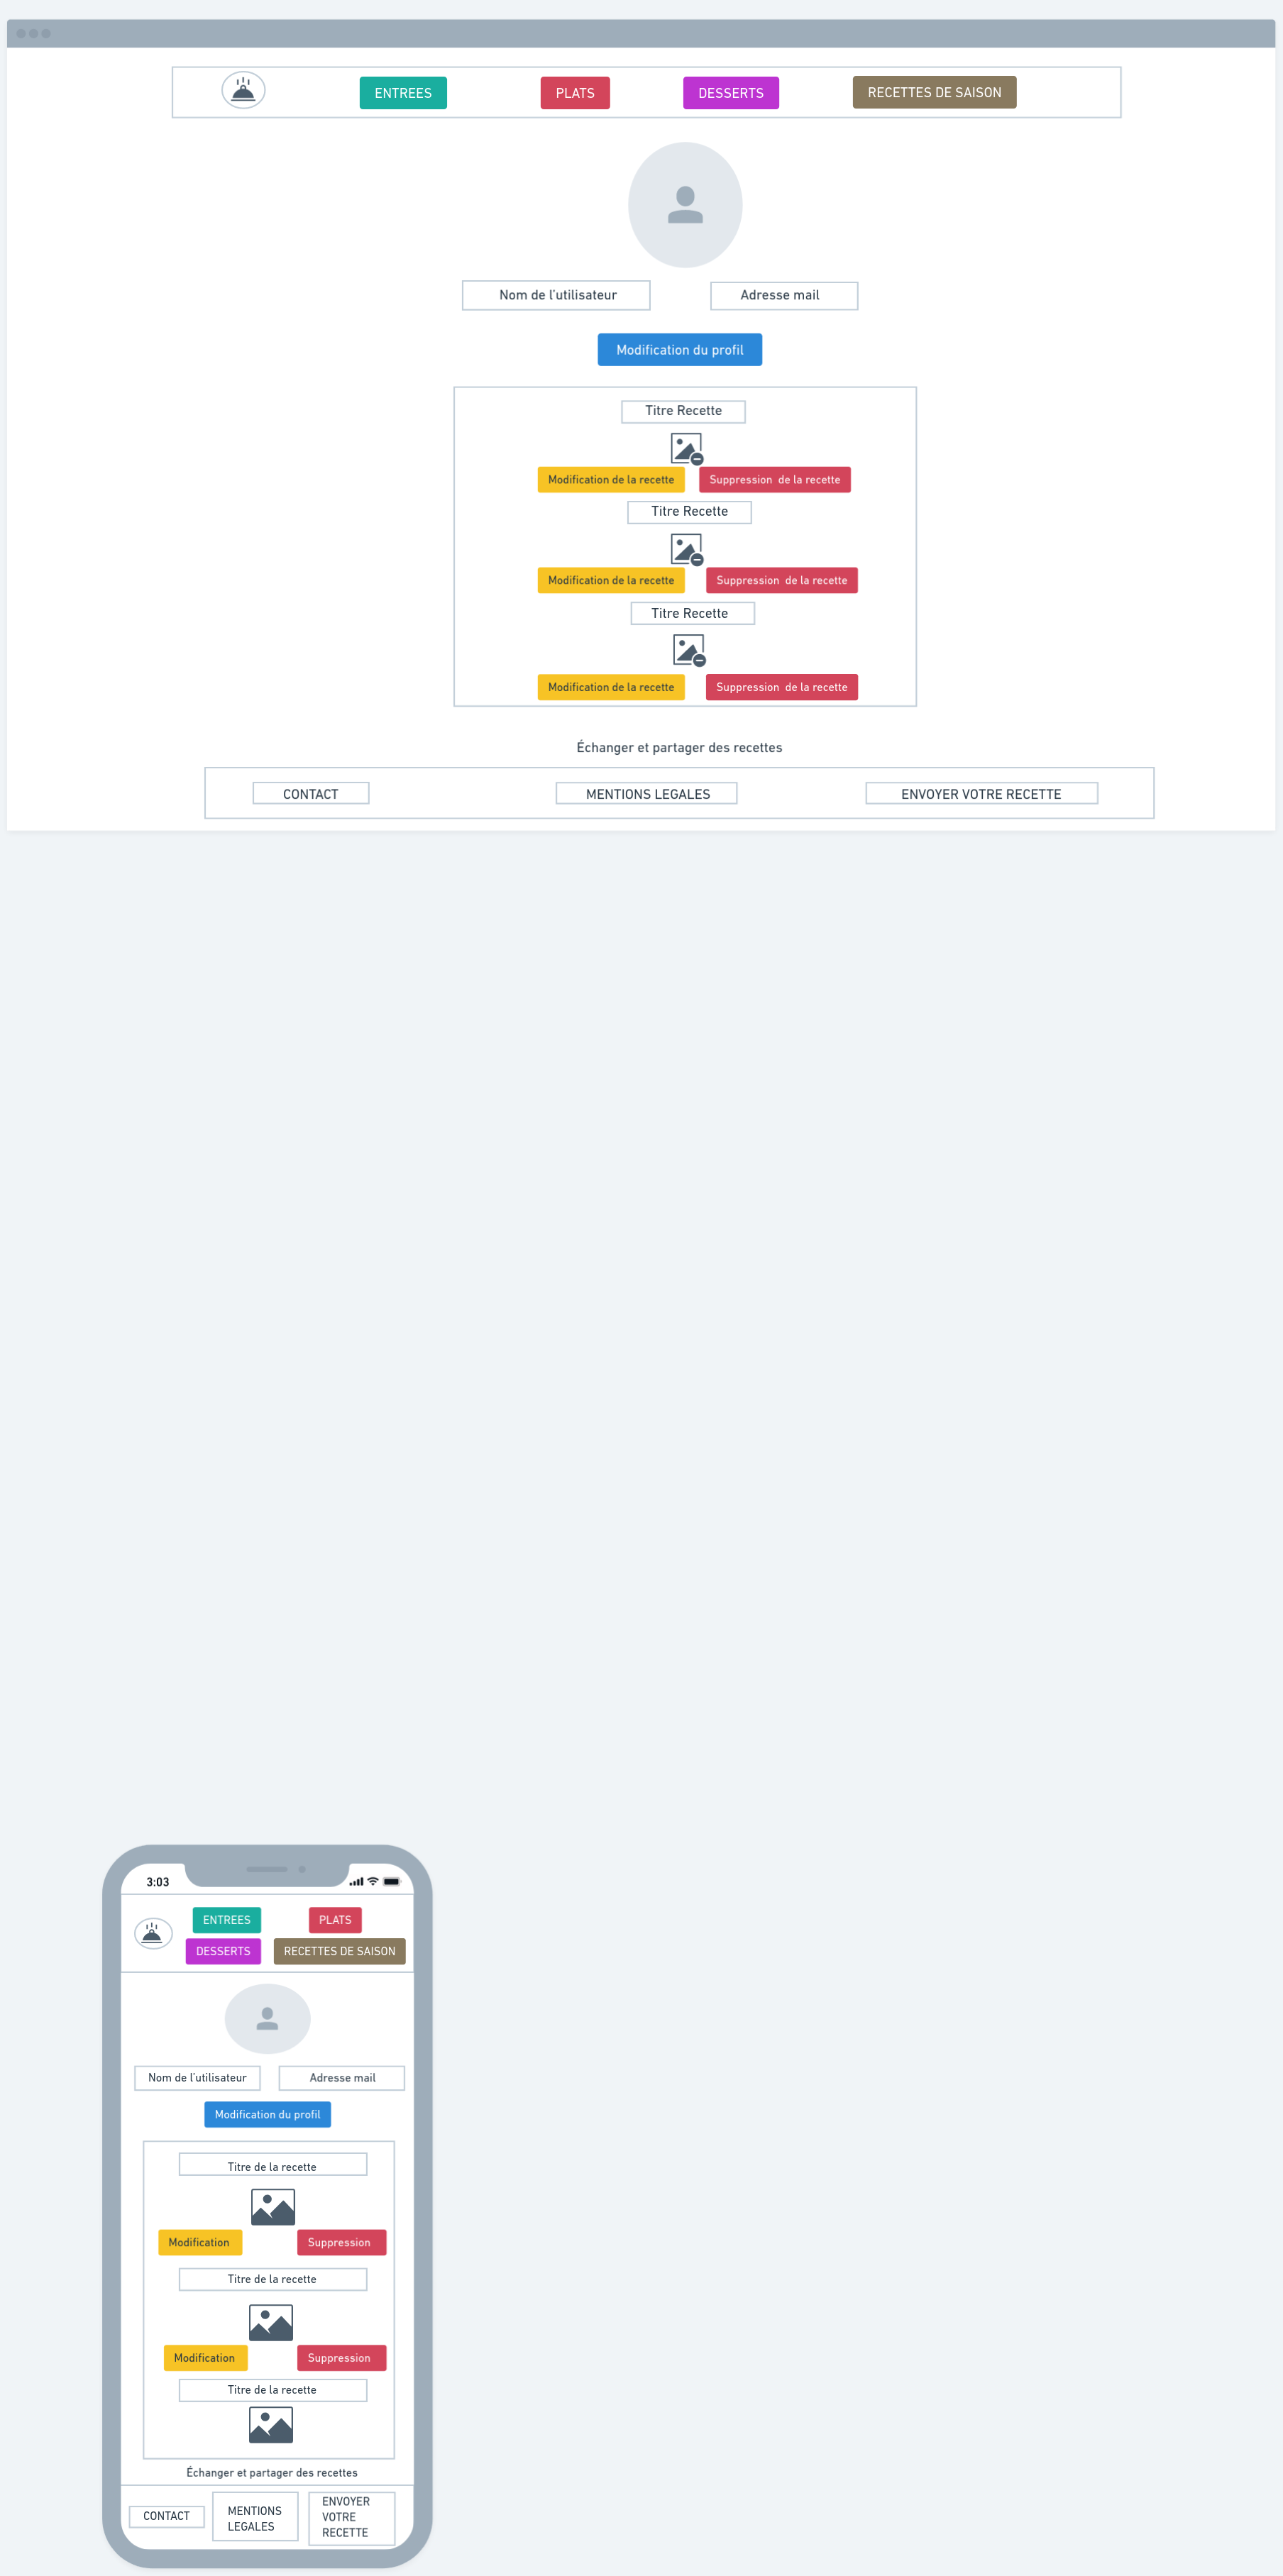 ENTREES PLATS DESSERTS RECETTES DE SAISON
Nom de l'utilisateur Adresse mail
Modification du profil
Titre Recette
Modification de la recette Suppression de la recette
Titre Recette
Modification de la recette Suppression de la recette
Titre Recette
Modification de la recette Suppression de la recette
Échanger et partager des recettes
CONTACT MENTIONS LEGALES ENVOYER VOTRE RECETTE
3:03
ENTREES PLATS
DESSERTS RECETTES DE SAISON
Nom de l'utilisateur Adresse mail
Modification du profil
Titre de la recette
Modification Suppression
Titre de la recette
Modification Suppression
Titre de la recette
Échanger et partager des recettes
CONTACT
MENTIONS
LEGALES
ENVOYER
VOTRE
RECETTE